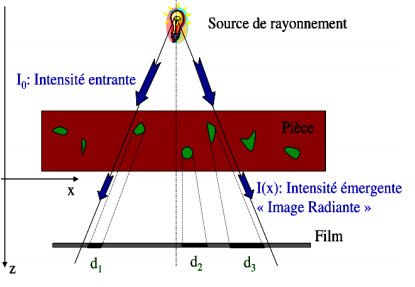 Source de rayonnement
I₀: Intensité entrante
Pièce
x
I(x): Intensité émergente
« Image Radiante »
Film
z
d₁
d₂
d₃